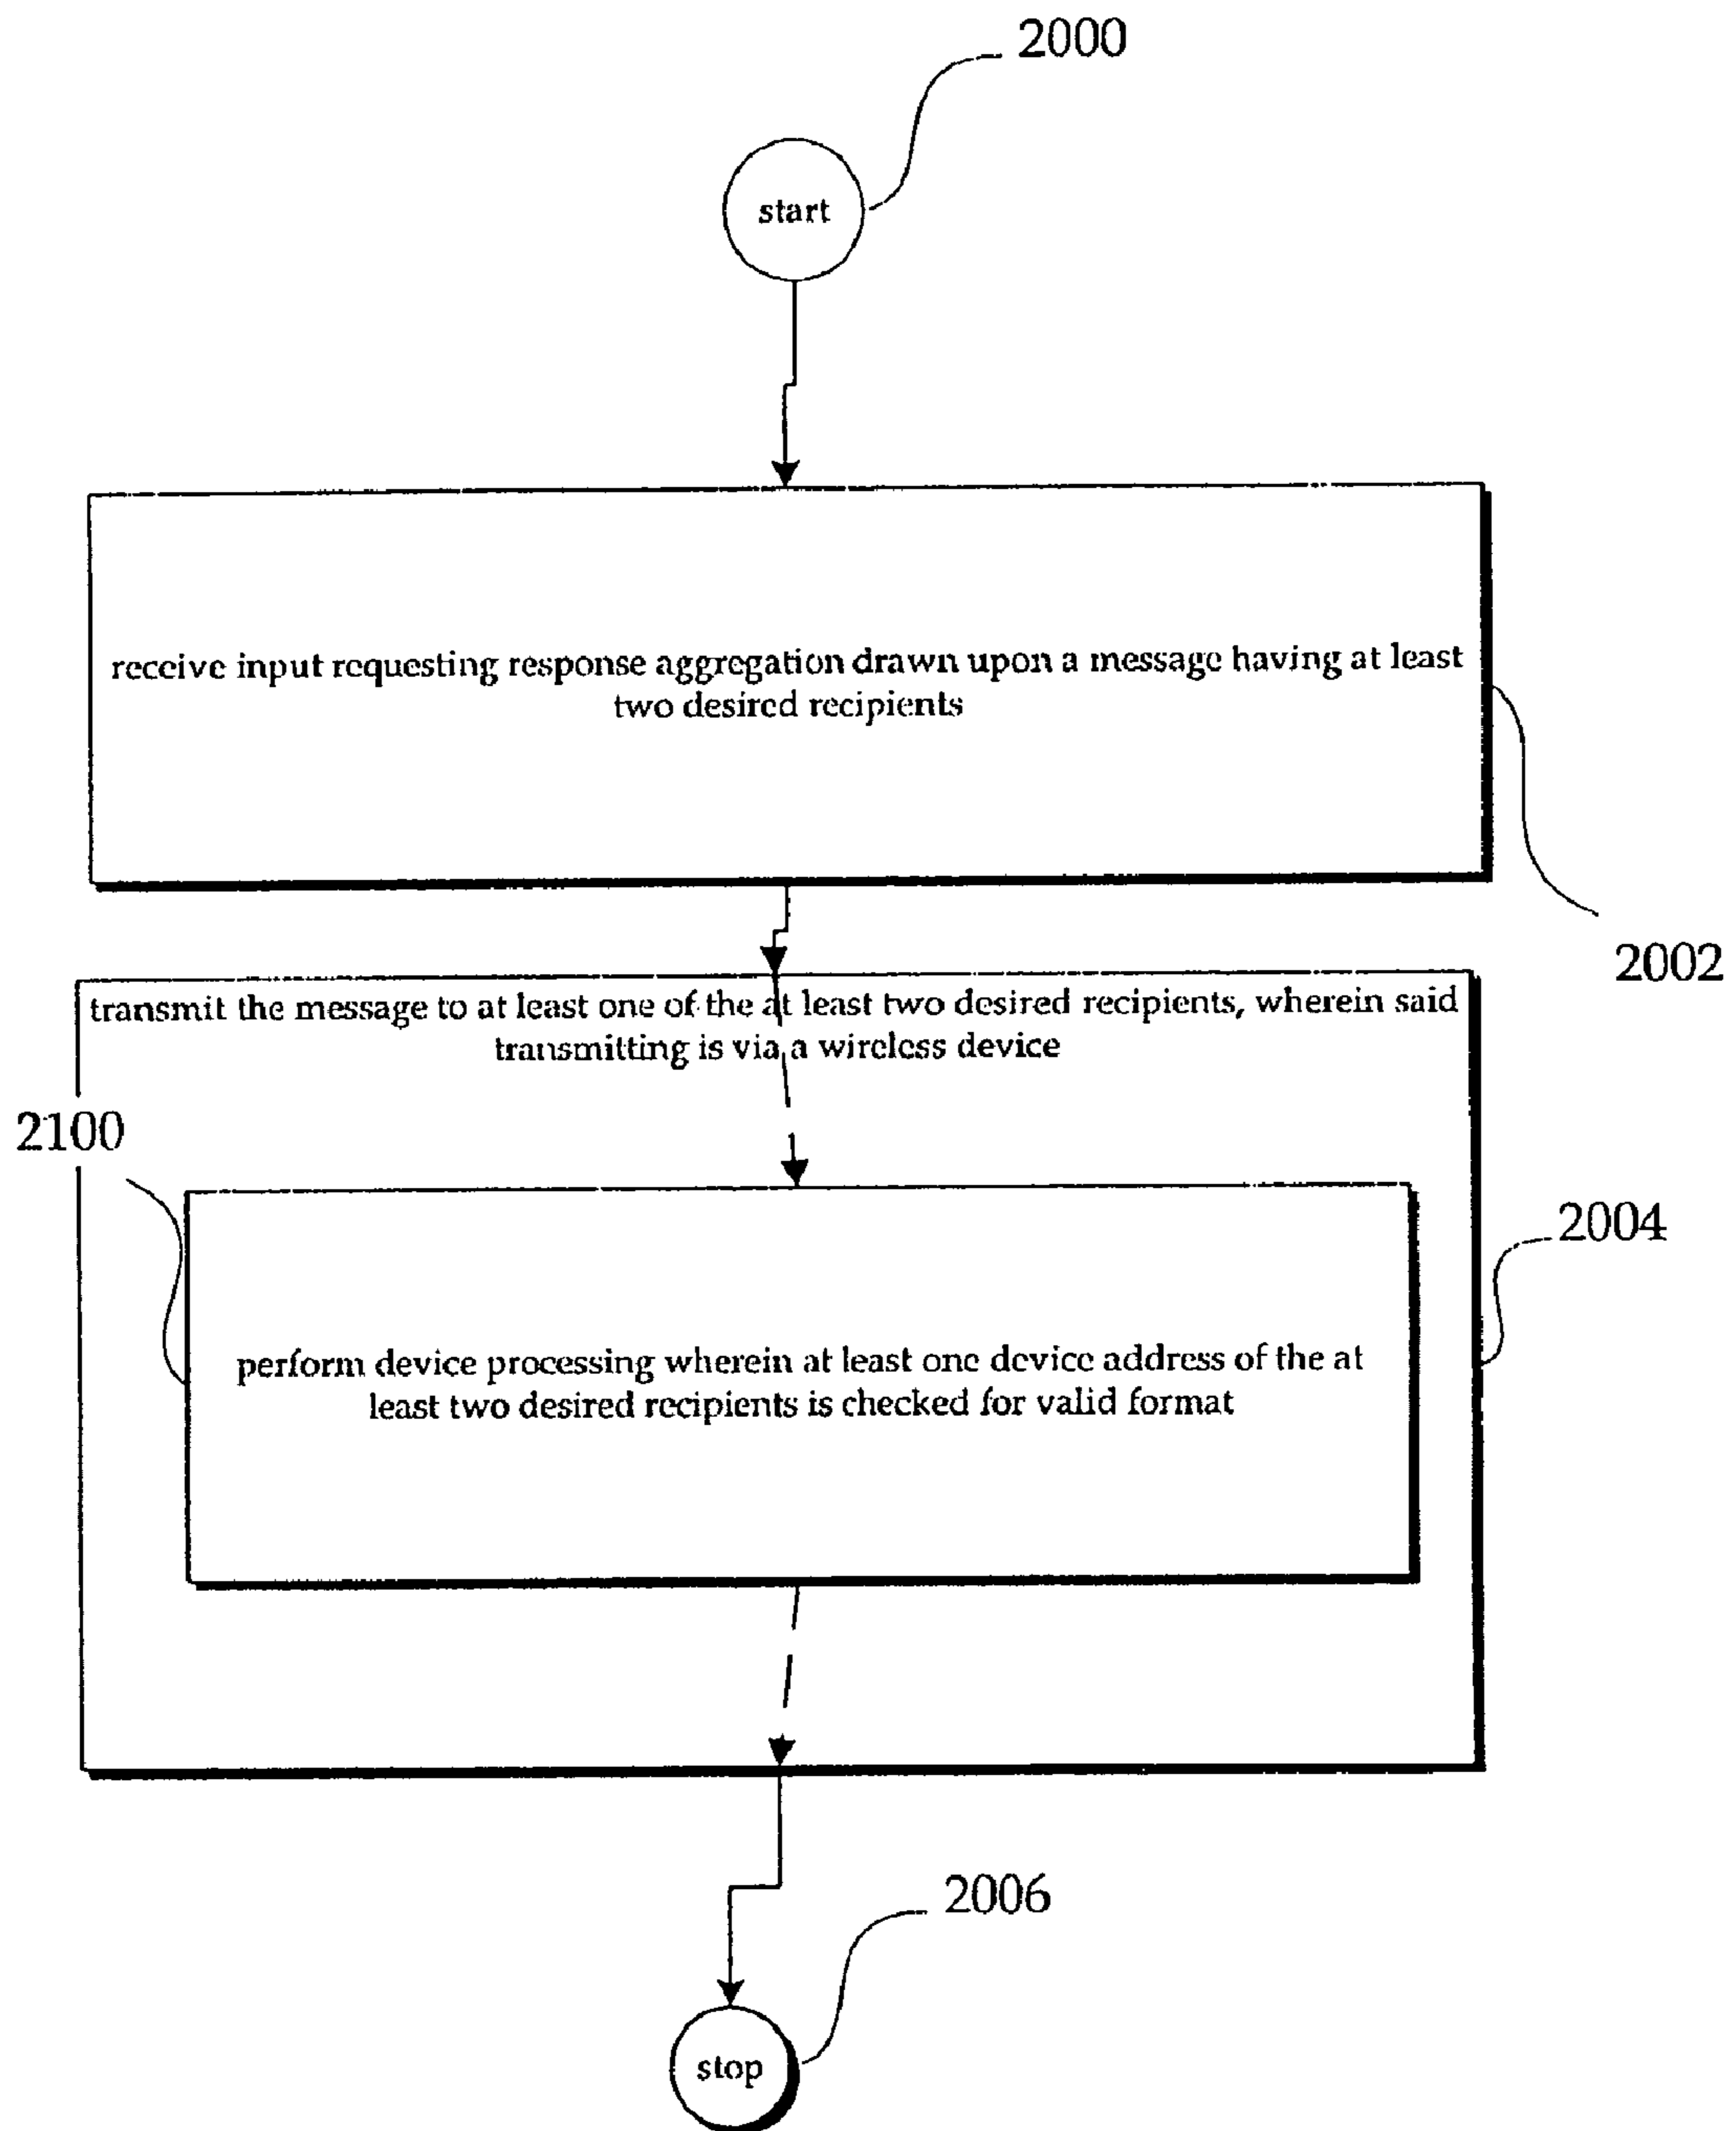 2000
start
receive input requesting response aggregation drawn upon a message having at least
two desired recipients
2002
transmit the message to at least one of the at least two desired recipients, wherein said
transmitting is via a wireless device
2100
2004
perform device processing wherein at least one device address of the at
least two desired recipients is checked for valid format
2006
stop